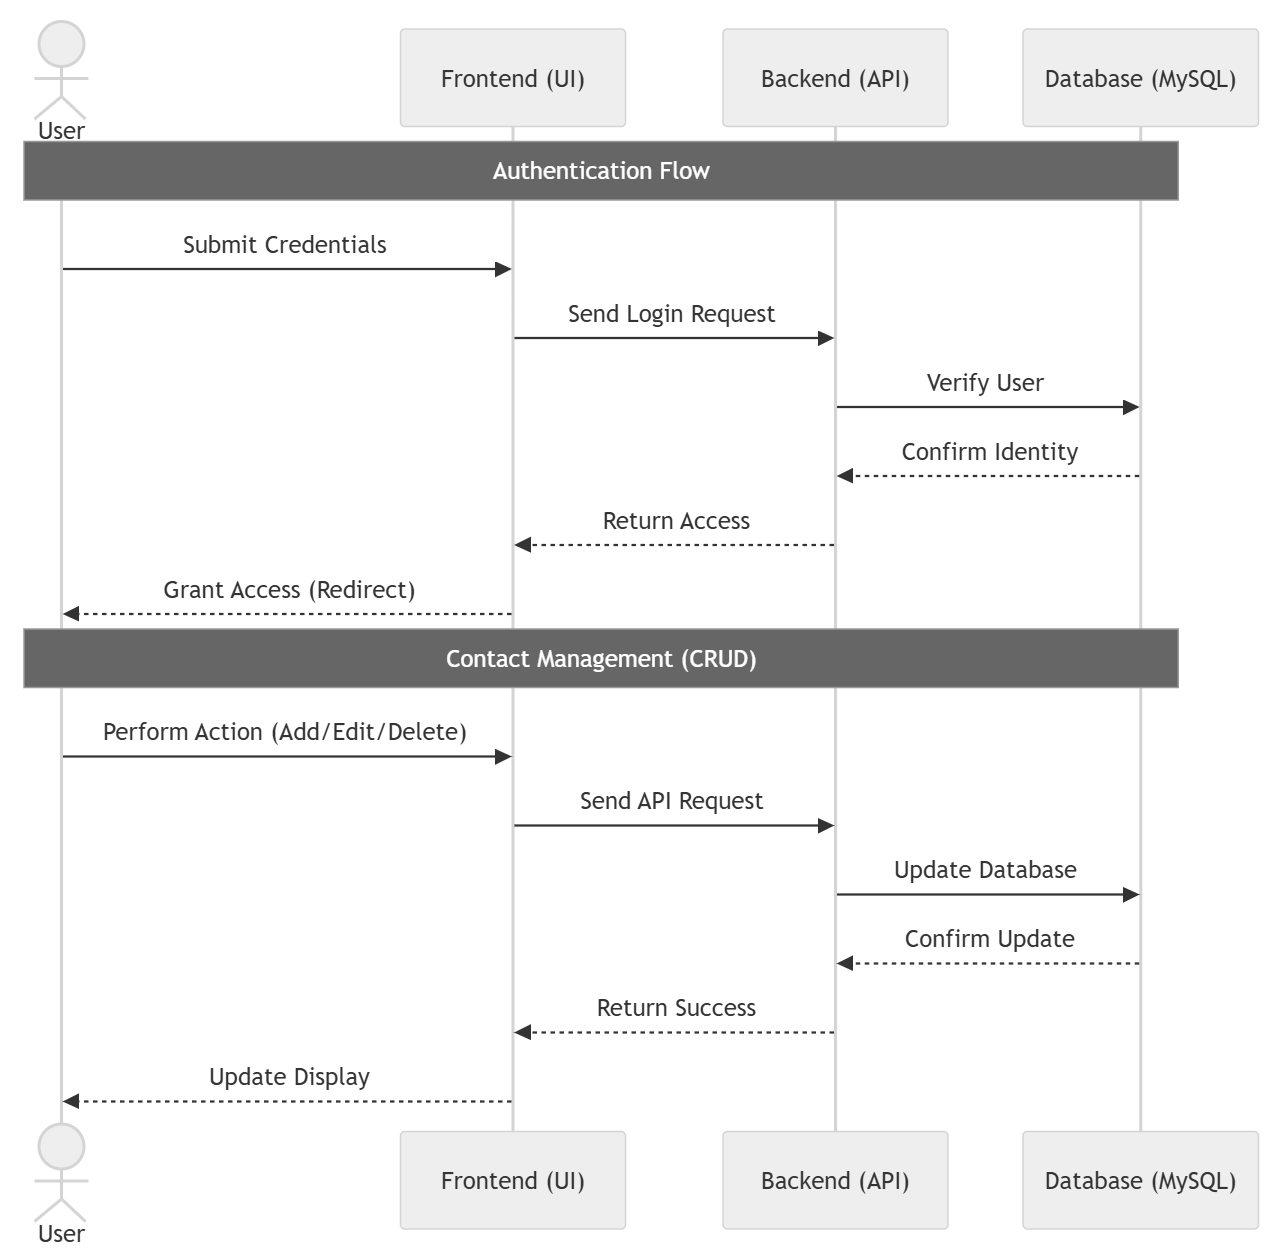 Frontend (UI)
Backend (API)
Database (MySQL)
User
Authentication Flow
Submit Credentials
Send Login Request
Verify User
Confirm Identity
Return Access
Grant Access (Redirect)
Contact Management (CRUD)
Perform Action (Add/Edit/Delete)
Send API Request
Update Database
Confirm Update
Return Success
Update Display
Frontend (UI)
Backend (API)
Database (MySQL)
User